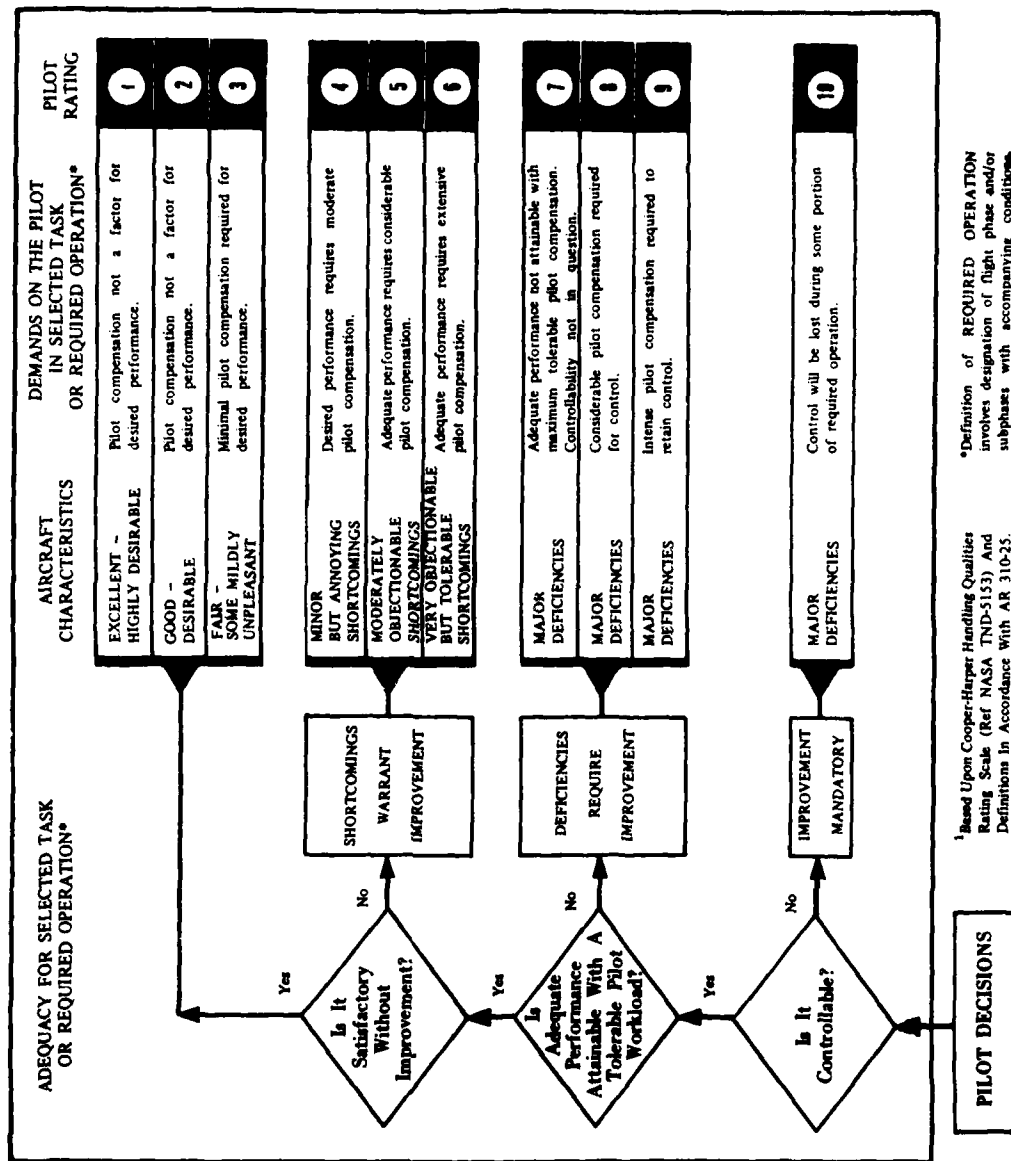 ADEQUACY FOR SELECTED TASK
OR REQUIRED OPERATION*
AIRCRAFT
CHARACTERISTICS
DEMANDS ON THE PILOT
IN SELECTED TASK
OR REQUIRED OPERATION*
PILOT
RATING
EXCELLENT -
HIGHLY DESIRABLE
Pilot compensation not a factor for
desired performance.
1
GOOD -
DESIRABLE
Pilot compensation not a factor for
desired performance.
2
FAIR -
SOME MILDLY
UNPLEASANT
Minimal pilot compensation required for
desired performance.
3
Yes
Is It
Satisfactory
Without
Improvement?
No
SHORTCOMINGS
WARRANT
IMPROVEMENT
MINOR
BUT ANNOYING
SHORTCOMINGS
Desired performance requires moderate
pilot compensation.
4
MODERATELY
OBJECTIONABLE
SHORTCOMINGS
Adequate performance requires considerable
pilot compensation.
5
VERY OBJECTIONABLE
BUT TOLERABLE
SHORTCOMINGS
Adequate performance requires extensive
pilot compensation.
6
Yes
Is
Adequate
Performance
Attainable With A
Tolerable Pilot
Workload?
No
DEFICIENCIES
REQUIRE
IMPROVEMENT
MAJOR
DEFICIENCIES
Adequate performance not attainable with
maximum tolerable pilot compensation.
Controllability not in question.
7
MAJOR
DEFICIENCIES
Considerable pilot compensation required
for control.
8
MAJOR
DEFICIENCIES
Intense pilot compensation required to
retain control.
9
Yes
Is It
Controllable?
No
IMPROVEMENT
MANDATORY
MAJOR
DEFICIENCIES
Control will be lost during some portion
of required operation.
10
PILOT DECISIONS
1 Based Upon Cooper-Harper Handling Qualities
Rating Scale (Ref NASA TND-5153) And
Definitions In Accordance With AR 310-25.
*Definition of REQUIRED OPERATION
involves designation of flight phase and/or
subphases with accompanying conditions.